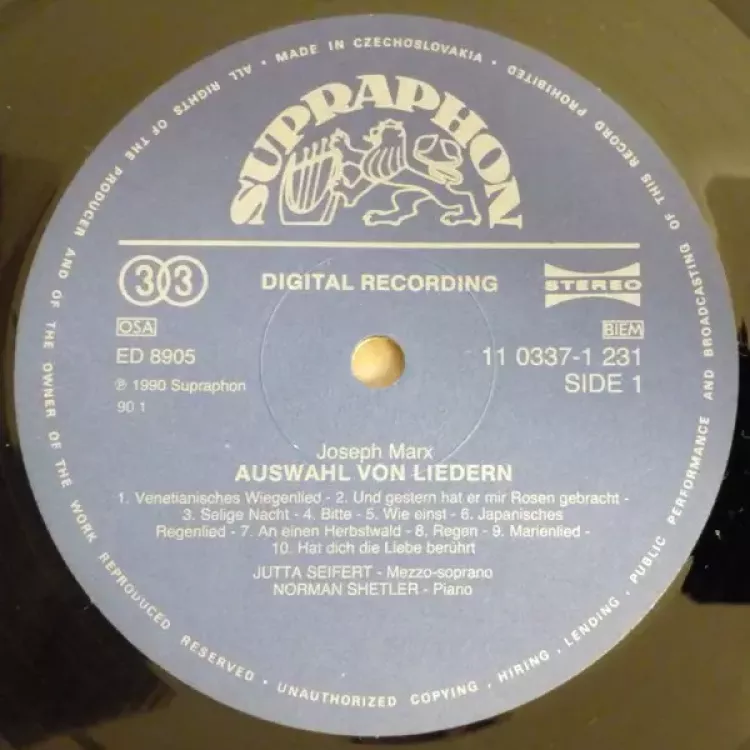 · ALL RIGHTS OF THE PRODUCER AND OF THE OWNER OF THE WORK REPRODUCED RESERVED · UNAUTHORIZED COPYING, HIRING, LENDING, PUBLIC PERFORMANCE AND BROADCASTING OF THIS RECORD PROHIBITED
· MADE IN CZECHOSLOVAKIA ·
SUPRAPHON
33 DIGITAL RECORDING STEREO
OSA BIEM
ED 8905 11 0337-1 231
℗ 1990 Supraphon SIDE 1
90 1
Joseph Marx
AUSWAHL VON LIEDERN
1. Venetianisches Wiegenlied - 2. Und gestern hat er mir Rosen gebracht -
3. Selige Nacht - 4. Bitte - 5. Wie einst - 6. Japanisches
Regenlied - 7. An einen Herbstwald - 8. Regen - 9. Marienlied -
10. Hat dich die Liebe berührt
JUTTA SEIFERT - Mezzo-soprano
NORMAN SHETLER - Piano